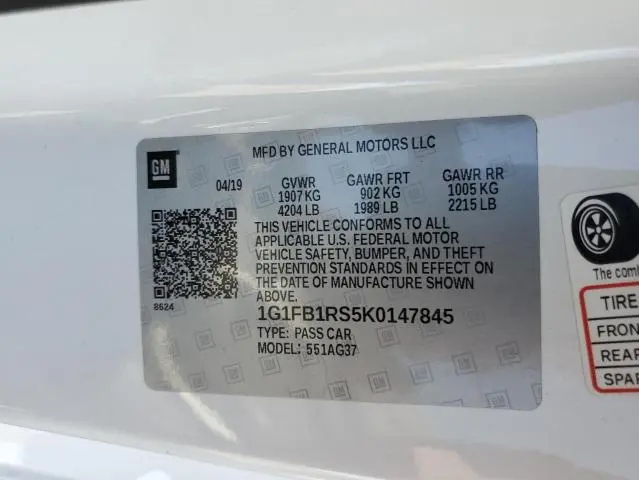 GM
MFD BY GENERAL MOTORS LLC
04/19 GVWR GAWR FRT GAWR RR
1907 KG 902 KG 1005 KG
4204 LB 1989 LB 2215 LB
THIS VEHICLE CONFORMS TO ALL
APPLICABLE U.S. FEDERAL MOTOR
VEHICLE SAFETY, BUMPER, AND THEFT
PREVENTION STANDARDS IN EFFECT ON
THE DATE OF MANUFACTURE SHOWN
ABOVE.
8624
1G1FB1RS5K0147845
TYPE: PASS CAR
MODEL: 551AG37
The com
TIRE
FRON
REAR
SPAR